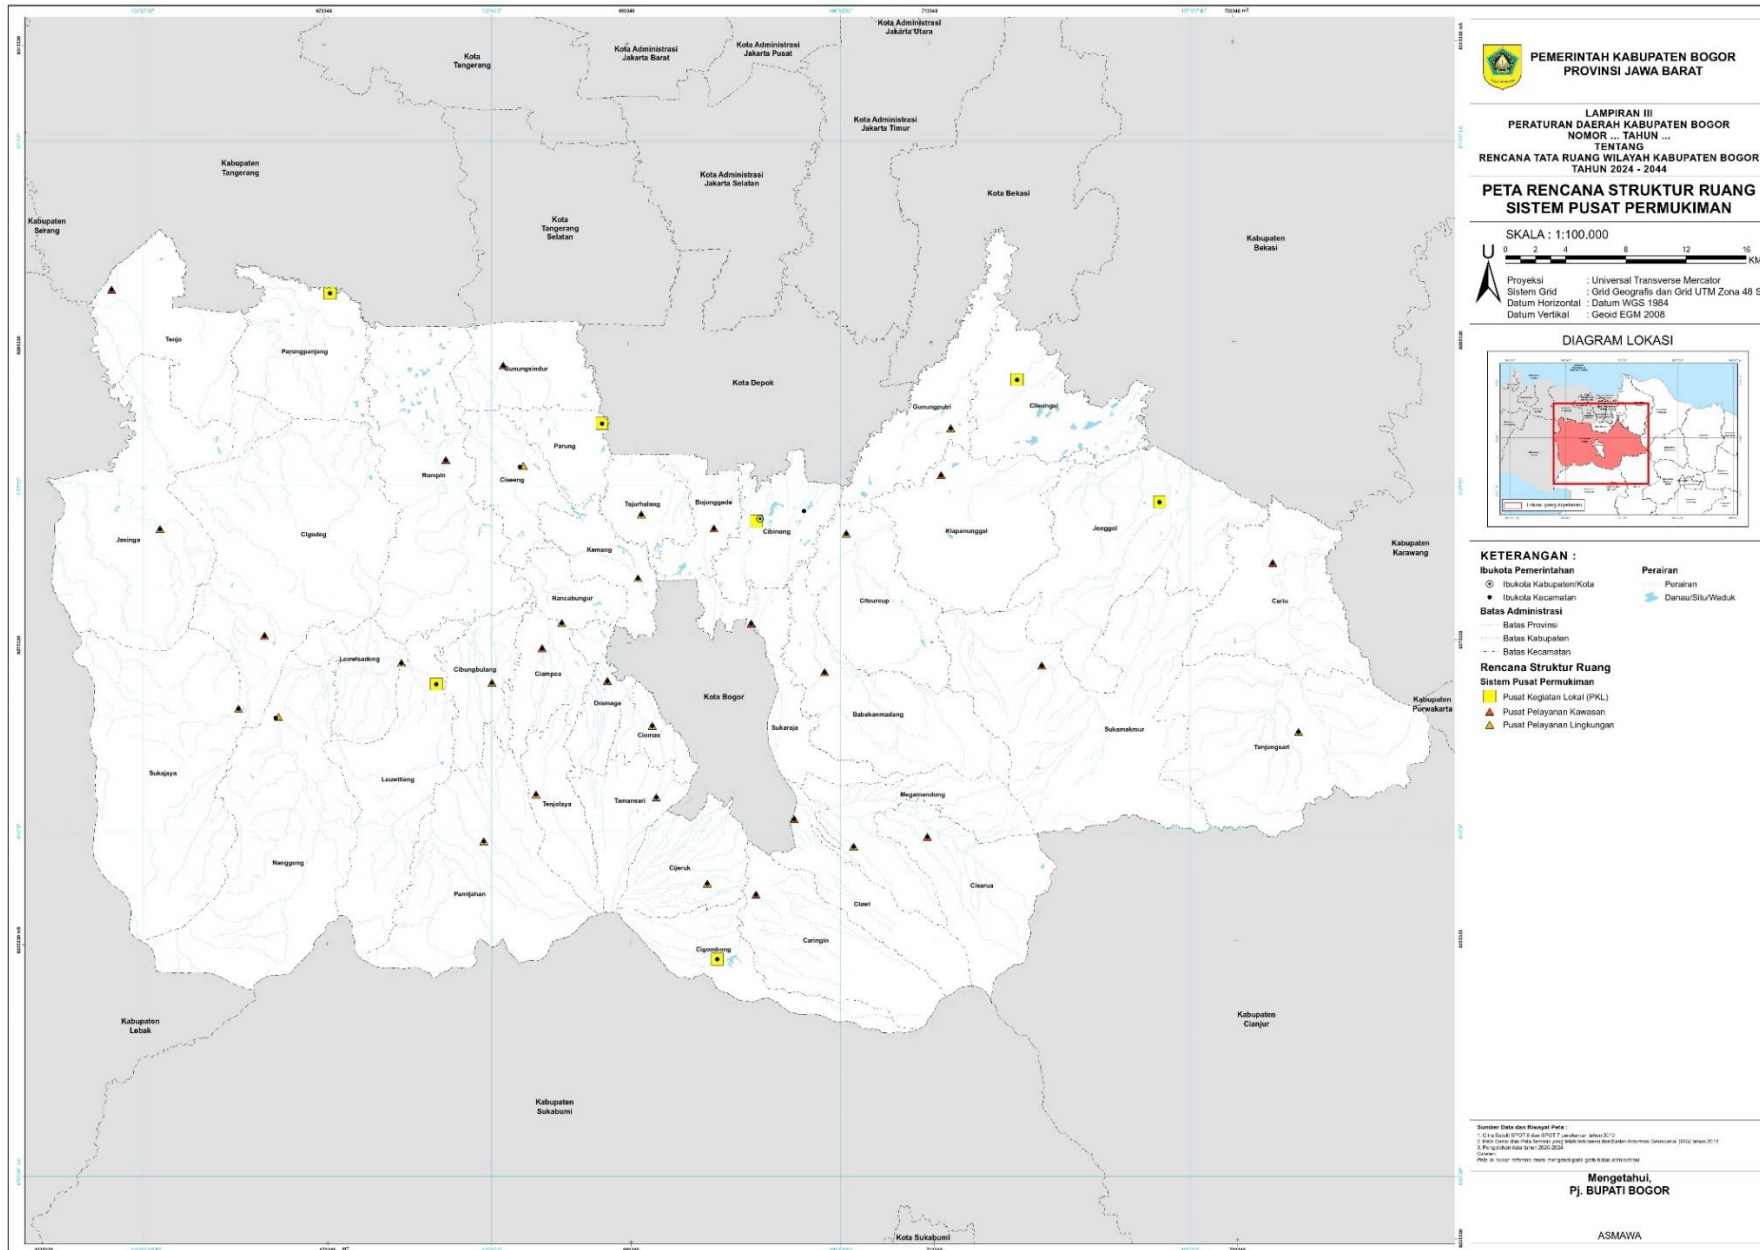 PEMERINTAH KABUPATEN BOGOR
PROVINSI JAWA BARAT
LAMPIRAN III
PERATURAN DAERAH KABUPATEN BOGOR
NOMOR ... TAHUN ...
TENTANG
RENCANA TATA RUANG WILAYAH KABUPATEN BOGOR
TAHUN 2024 - 2044
PETA RENCANA STRUKTUR RUANG
SISTEM PUSAT PERMUKIMAN
SKALA : 1:100.000
U
0 2 4 8 12 16
KM
Proyeksi : Universal Transverse Mercator
Sistem Grid : Grid Geografis dan Grid UTM Zona 48 S
Datum Horizontal : Datum WGS 1984
Datum Vertikal : Geoid EGM 2008
DIAGRAM LOKASI
Lokasi yang dipetakan
KETERANGAN :
Ibukota Pemerintahan
Ibukota Kabupaten/Kota
Ibukota Kecamatan
Batas Administrasi
Batas Provinsi
Batas Kabupaten
Batas Kecamatan
Perairan
Perairan
Danau/Situ/Waduk
Rencana Struktur Ruang
Sistem Pusat Permukiman
Pusat Kegiatan Lokal (PKL)
Pusat Pelayanan Kawasan
Pusat Pelayanan Lingkungan
Sumber Data dan Riwayat Peta :
Mengetahui,
Pj. BUPATI BOGOR
ASMAWA
Kota Administrasi
Jakarta Utara
Kota
Tangerang
Kota Administrasi
Jakarta Barat
Kota Administrasi
Jakarta Pusat
Kota Administrasi
Jakarta Timur
Kabupaten
Tangerang
Kota Administrasi
Jakarta Selatan
Kota Bekasi
Kabupaten
Serang
Kota
Tangerang
Selatan
Kabupaten
Bekasi
Tenjo
Parungpanjang
Gunungsindur
Kota Depok
Gunungputri
Cileungsi
Parung
Rumpin
Ciseeng
Tajurhalang
Bojonggede
Cibinong
Klapanunggal
Jonggol
Jasinga
Cigudeg
Kemang
Kabupaten
Karawang
Rancabungur
Citeureup
Cariu
Leuwisadeng
Cibungbulang
Ciampea
Kota Bogor
Dramaga
Ciomas
Sukaraja
Babakanmadang
Sukamakmur
Tanjungsari
Kabupaten
Purwakarta
Sukajaya
Leuwiliang
Tenjolaya
Tamansari
Megamendung
Nanggung
Pamijahan
Cijeruk
Ciawi
Cisarua
Cigombong
Caringin
Kabupaten
Lebak
Kabupaten
Cianjur
Kabupaten
Sukabumi
Kota Sukabumi